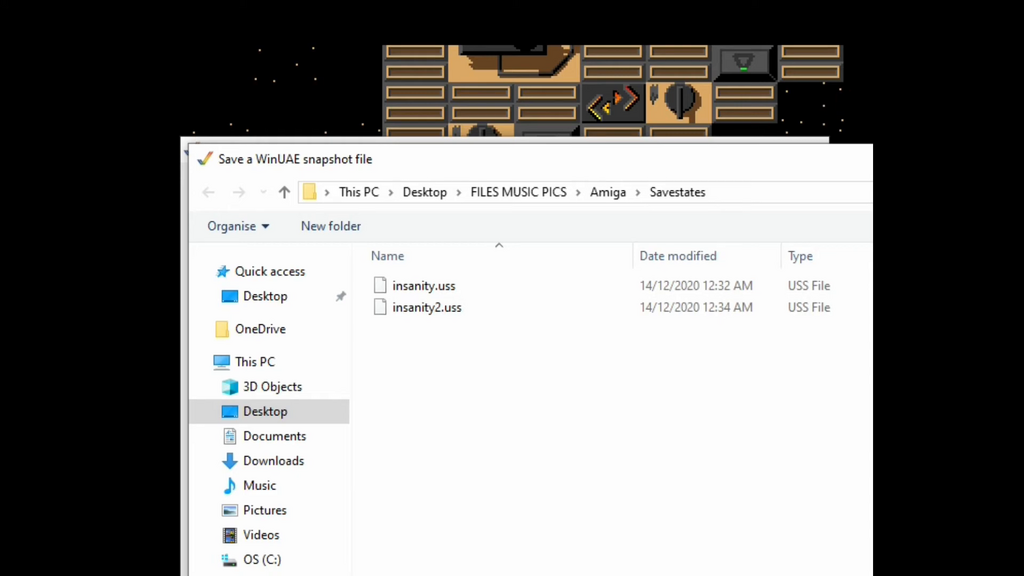 Save a WinUAE snapshot file
This PC > Desktop > FILES MUSIC PICS > Amiga > Savestates
Organise New folder
Name Date modified Type
insanity.uss 14/12/2020 12:32 AM USS File
insanity2.uss 14/12/2020 12:34 AM USS File
Quick access
Desktop
OneDrive
This PC
3D Objects
Desktop
Documents
Downloads
Music
Pictures
Videos
OS (C:)